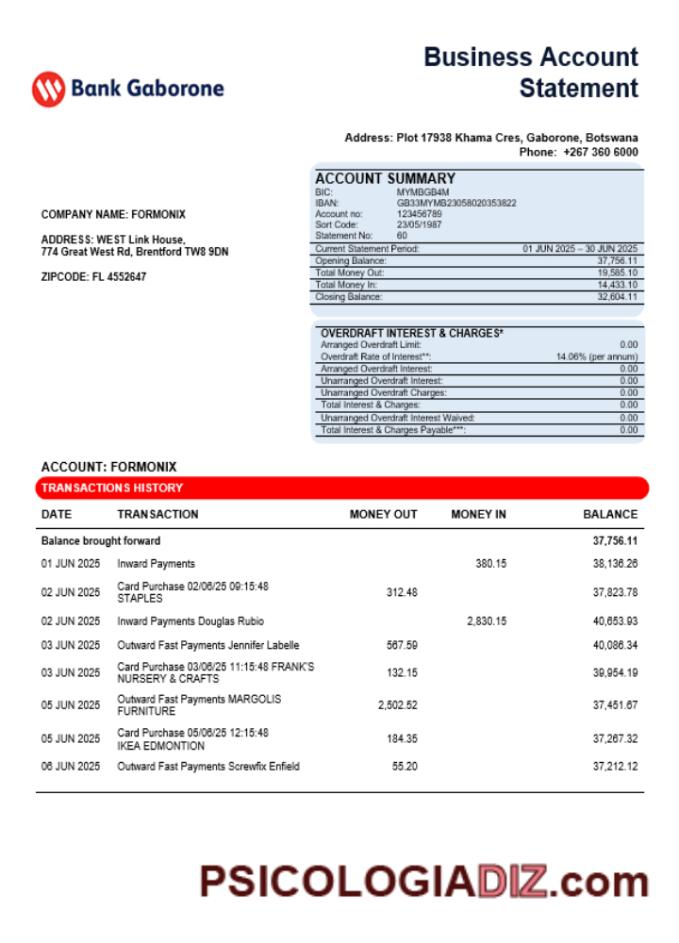 Business Account
Statement
Bank Gaborone
Address: Plot 17938 Khama Cres, Gaborone, Botswana
Phone: +267 360 6000
ACCOUNT SUMMARY
BIC: MYMBGB4M
IBAN: GB33MYMB23058020353822
Account no: 123456789
Sort Code: 23/05/1987
Statement No: 60
Current Statement Period: 01 JUN 2025 – 30 JUN 2025
Opening Balance: 37,756.11
Total Money Out: 19,585.10
Total Money In: 14,433.10
Closing Balance: 32,604.11
COMPANY NAME: FORMONIX
ADDRESS: WEST Link House,
774 Great West Rd, Brentford TW8 9DN
ZIPCODE: FL 4552647
OVERDRAFT INTEREST & CHARGES*
Arranged Overdraft Limit: 0.00
Overdraft Rate of Interest**: 14.06% (per annum)
Arranged Overdraft Interest: 0.00
Unarranged Overdraft Interest: 0.00
Unarranged Overdraft Charges: 0.00
Total Interest & Charges: 0.00
Unarranged Overdraft Interest Waived: 0.00
Total Interest & Charges Payable***: 0.00
ACCOUNT: FORMONIX
TRANSACTIONS HISTORY
DATE TRANSACTION MONEY OUT MONEY IN BALANCE
Balance brought forward 37,756.11
01 JUN 2025 Inward Payments 380.15 38,136.26
02 JUN 2025 Card Purchase 02/06/25 09:15:48 312.48 37,823.78
STAPLES
02 JUN 2025 Inward Payments Douglas Rubio 2,830.15 40,653.93
03 JUN 2025 Outward Fast Payments Jennifer Labelle 567.59 40,086.34
03 JUN 2025 Card Purchase 03/06/25 11:15:48 FRANK'S 132.15 39,954.19
NURSERY & CRAFTS
05 JUN 2025 Outward Fast Payments MARGOLIS 2,502.52 37,451.67
FURNITURE
05 JUN 2025 Card Purchase 05/06/25 12:15:48 184.35 37,267.32
IKEA EDMONTION
06 JUN 2025 Outward Fast Payments Screwfix Enfield 55.20 37,212.12
PSICOLOGIADIZ.com